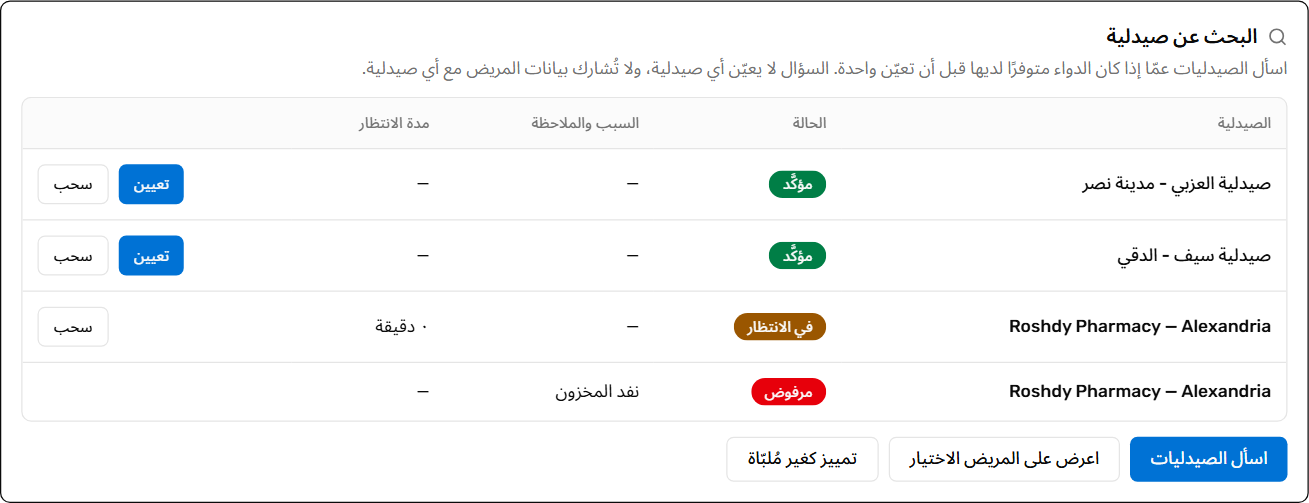 البحث عن صيدلية
اسأل الصيدليات عمّا إذا كان الدواء متوفرًا لديها قبل أن تعيّن واحدة. السؤال لا يعيّن أي صيدلية، ولا تُشارك بيانات المريض مع أي صيدلية.
الصيدلية الحالة السبب والملاحظة مدة الانتظار
صيدلية العزبي - مدينة نصر مؤكَّد — — تعيين سحب
صيدلية سيف - الدقي مؤكَّد — — تعيين سحب
Roshdy Pharmacy — Alexandria في الانتظار — ٠ دقيقة سحب
Roshdy Pharmacy — Alexandria مرفوض نفد المخزون —
اسأل الصيدليات اعرض على المريض الاختيار تمييز كغير مُلبّاة